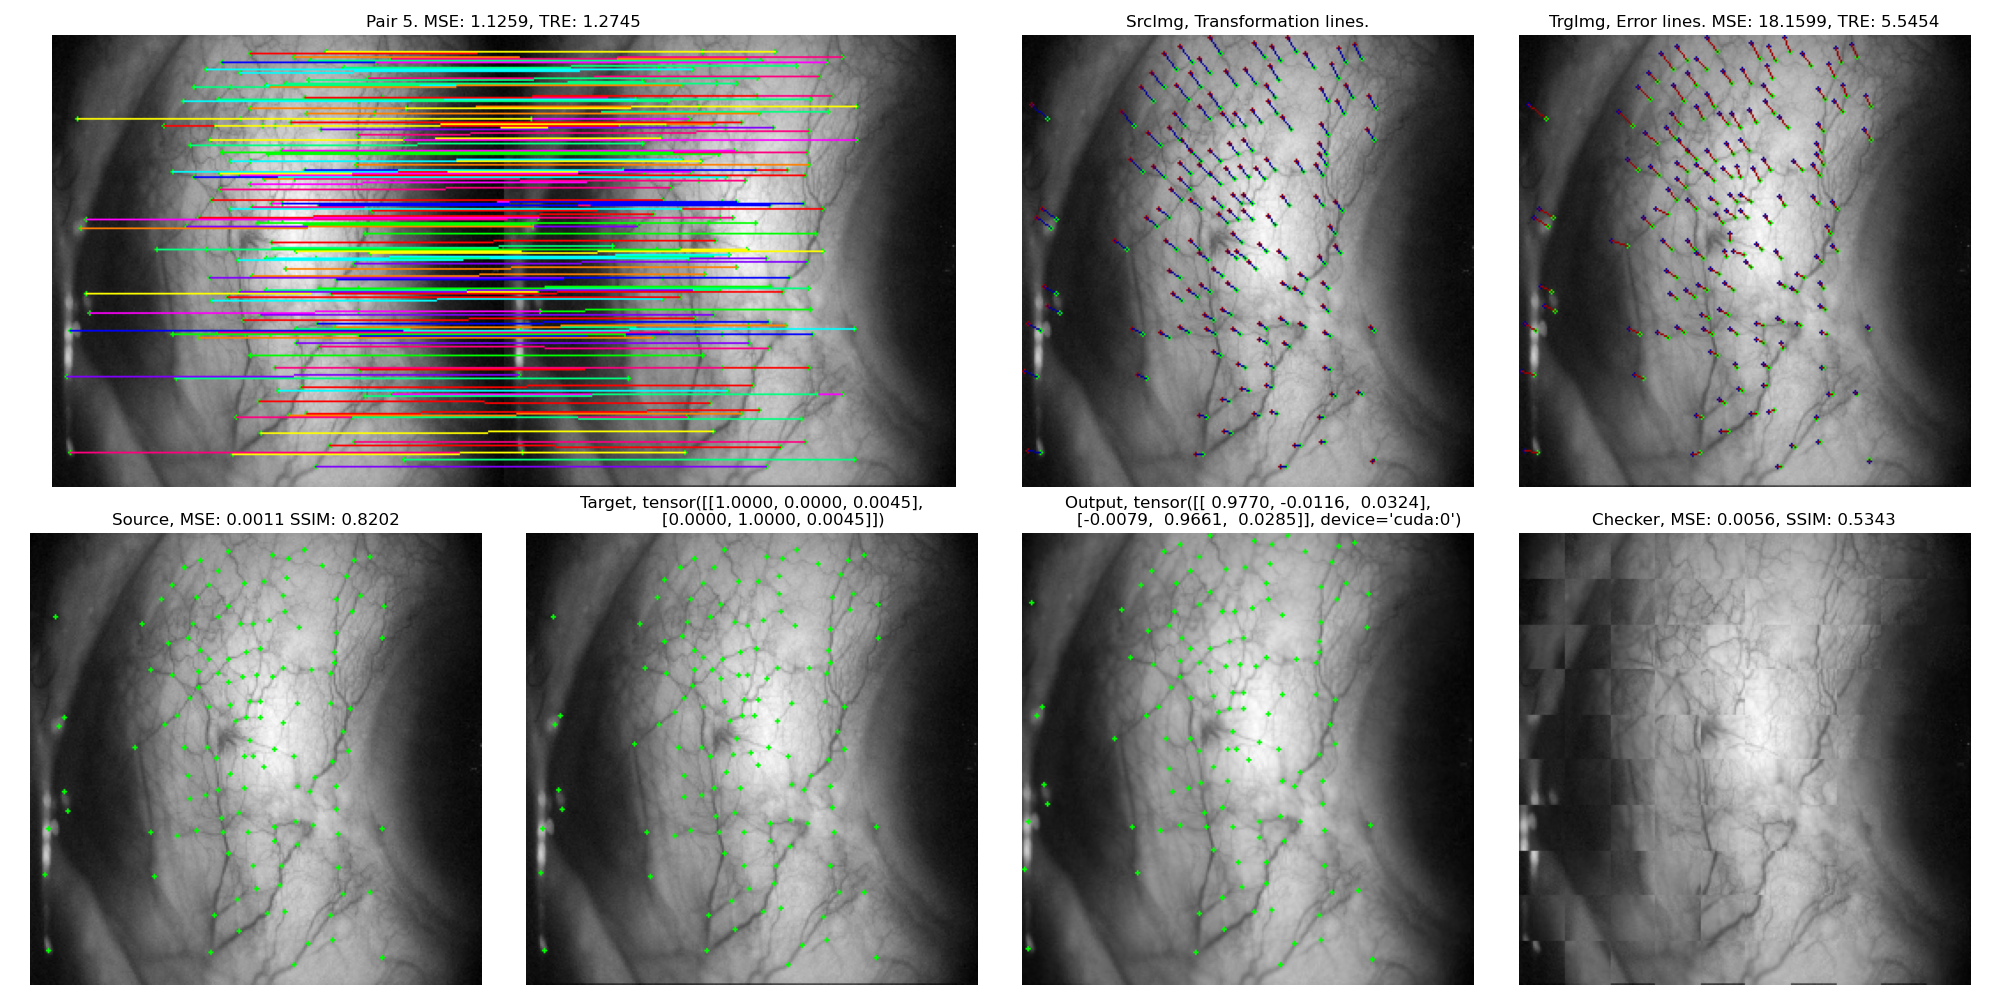 Pair 5. MSE: 1.1259, TRE: 1.2745
SrcImg, Transformation lines.
TrgImg, Error lines. MSE: 18.1599, TRE: 5.5454
Source, MSE: 0.0011 SSIM: 0.8202
Target, tensor([[1.0000, 0.0000, 0.0045],
[0.0000, 1.0000, 0.0045]])
Output, tensor([[ 0.9770, -0.0116,  0.0324],
[-0.0079,  0.9661,  0.0285]], device='cuda:0')
Checker, MSE: 0.0056, SSIM: 0.5343